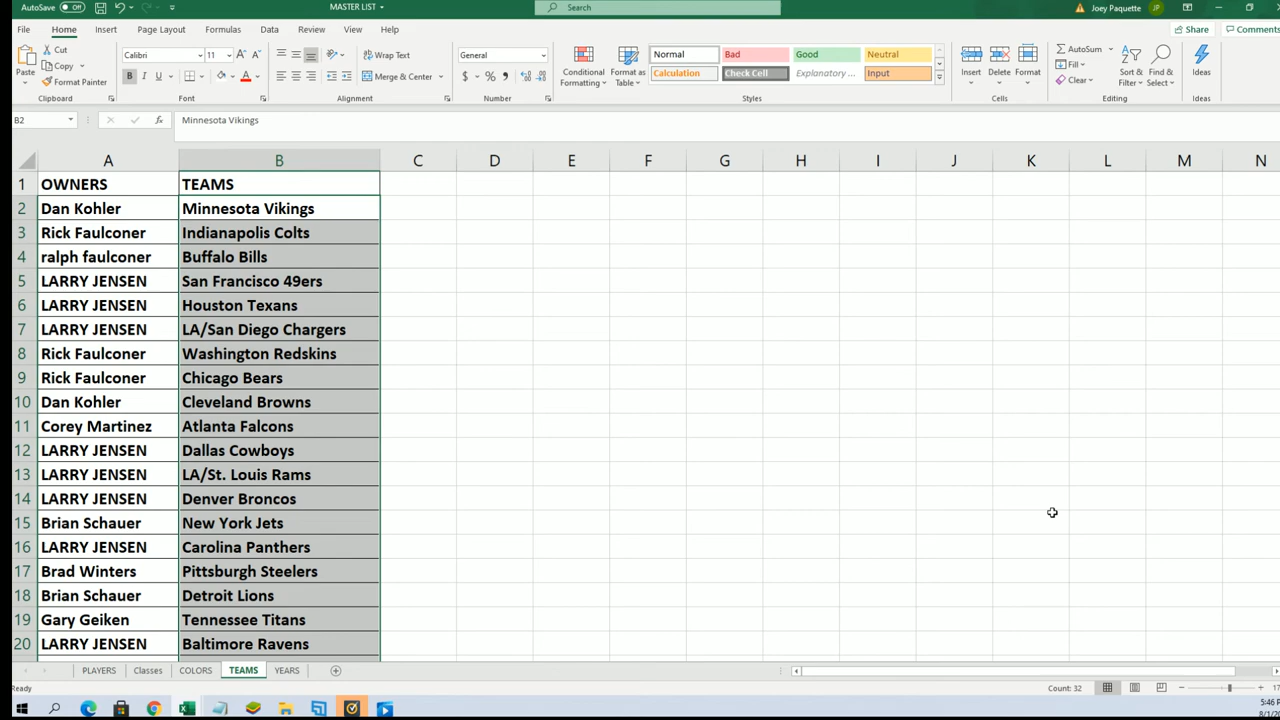 AutoSave Off MASTER LIST Search Joey Paquette JP
File Home Insert Page Layout Formulas Data Review View Help Share Comments
Paste Cut Copy Format Painter Clipboard
Calibri 11 B I U Font
Wrap Text Merge & Center Alignment
General $ % Number
Conditional Formatting Format as Table
Normal Bad Good Neutral
Calculation Check Cell Explanatory ... Input
Styles
Insert Delete Format Cells
AutoSum Fill Clear Sort & Filter Find & Select Editing
Ideas Ideas
B2 fx Minnesota Vikings
A B C D E F G H I J K L M N
1 OWNERS TEAMS
2 Dan Kohler Minnesota Vikings
3 Rick Faulconer Indianapolis Colts
4 ralph faulconer Buffalo Bills
5 LARRY JENSEN San Francisco 49ers
6 LARRY JENSEN Houston Texans
7 LARRY JENSEN LA/San Diego Chargers
8 Rick Faulconer Washington Redskins
9 Rick Faulconer Chicago Bears
10 Dan Kohler Cleveland Browns
11 Corey Martinez Atlanta Falcons
12 LARRY JENSEN Dallas Cowboys
13 LARRY JENSEN LA/St. Louis Rams
14 LARRY JENSEN Denver Broncos
15 Brian Schauer New York Jets
16 LARRY JENSEN Carolina Panthers
17 Brad Winters Pittsburgh Steelers
18 Brian Schauer Detroit Lions
19 Gary Geiken Tennessee Titans
20 LARRY JENSEN Baltimore Ravens
PLAYERS Classes COLORS TEAMS YEARS
Ready Count: 32
5:46 P
8/1/